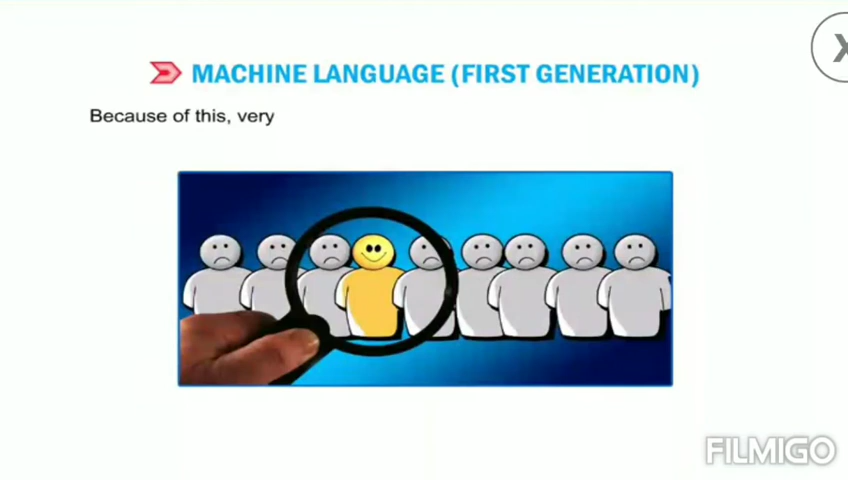 MACHINE LANGUAGE (FIRST GENERATION)
Because of this, very
FILMIGO